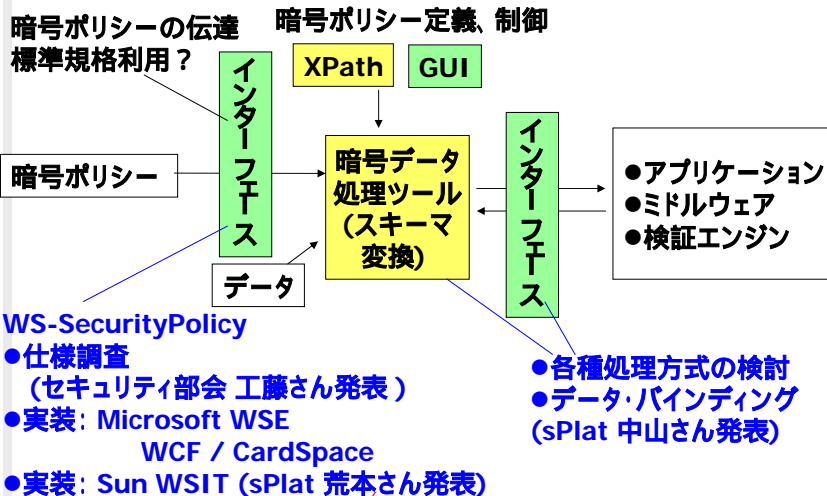 暗号ポリシーの伝達
標準規格利用？
暗号ポリシー定義、制御
XPath
GUI
インターフェース
暗号ポリシー
暗号データ
処理ツール
(スキーマ
変換)
データ
インターフェース
●アプリケーション
●ミドルウェア
●検証エンジン
WS-SecurityPolicy
●仕様調査
(セキュリティ部会 工藤さん発表 )
●実装: Microsoft WSE
WCF / CardSpace
●実装: Sun WSIT (sPlat 荒本さん発表)
●各種処理方式の検討
●データ・バインディング
(sPlat 中山さん発表)